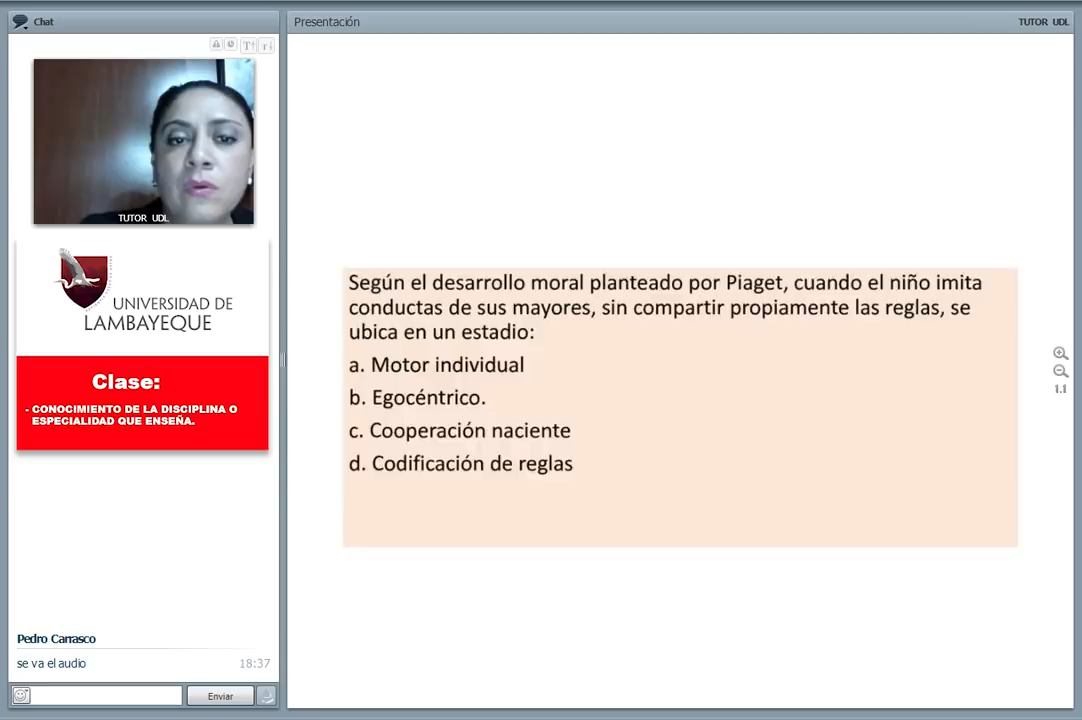 Chat
TUTOR UDL
UNIVERSIDAD DE
LAMBAYEQUE
Clase:
- CONOCIMIENTO DE LA DISCIPLINA O
ESPECIALIDAD QUE ENSEÑA.
Pedro Carrasco
se va el audio 18:37
Enviar
Presentación
TUTOR UDL
Según el desarrollo moral planteado por Piaget, cuando el niño imita
conductas de sus mayores, sin compartir propiamente las reglas, se
ubica en un estadio:
a. Motor individual
b. Egocéntrico.
c. Cooperación naciente
d. Codificación de reglas
1.1